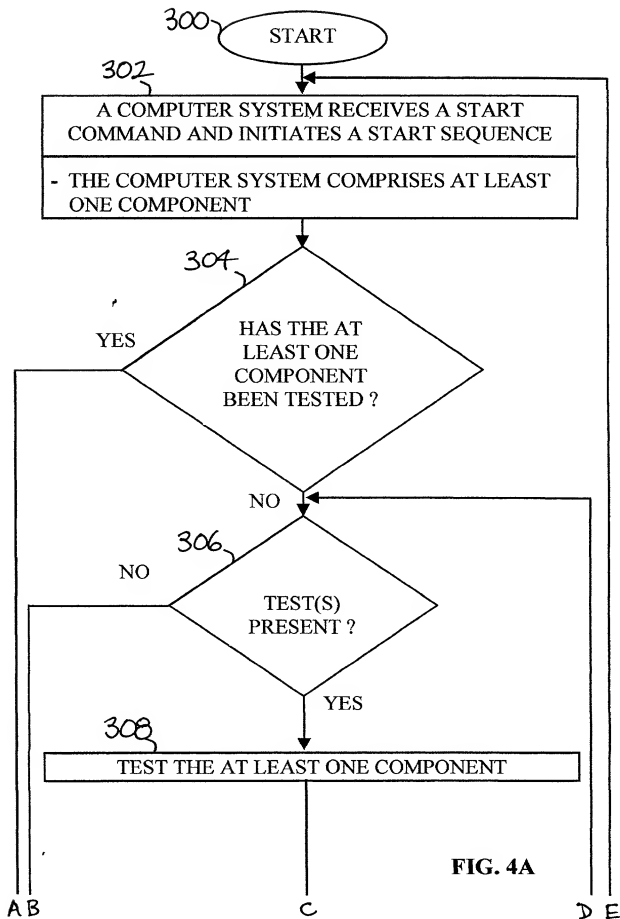 300
START
302
A COMPUTER SYSTEM RECEIVES A START
COMMAND AND INITIATES A START SEQUENCE
- THE COMPUTER SYSTEM COMPRISES AT LEAST
ONE COMPONENT
304
YES
HAS THE AT
LEAST ONE
COMPONENT
BEEN TESTED ?
NO
306
NO
TEST(S)
PRESENT ?
YES
308
TEST THE AT LEAST ONE COMPONENT
FIG. 4A
A B C D E